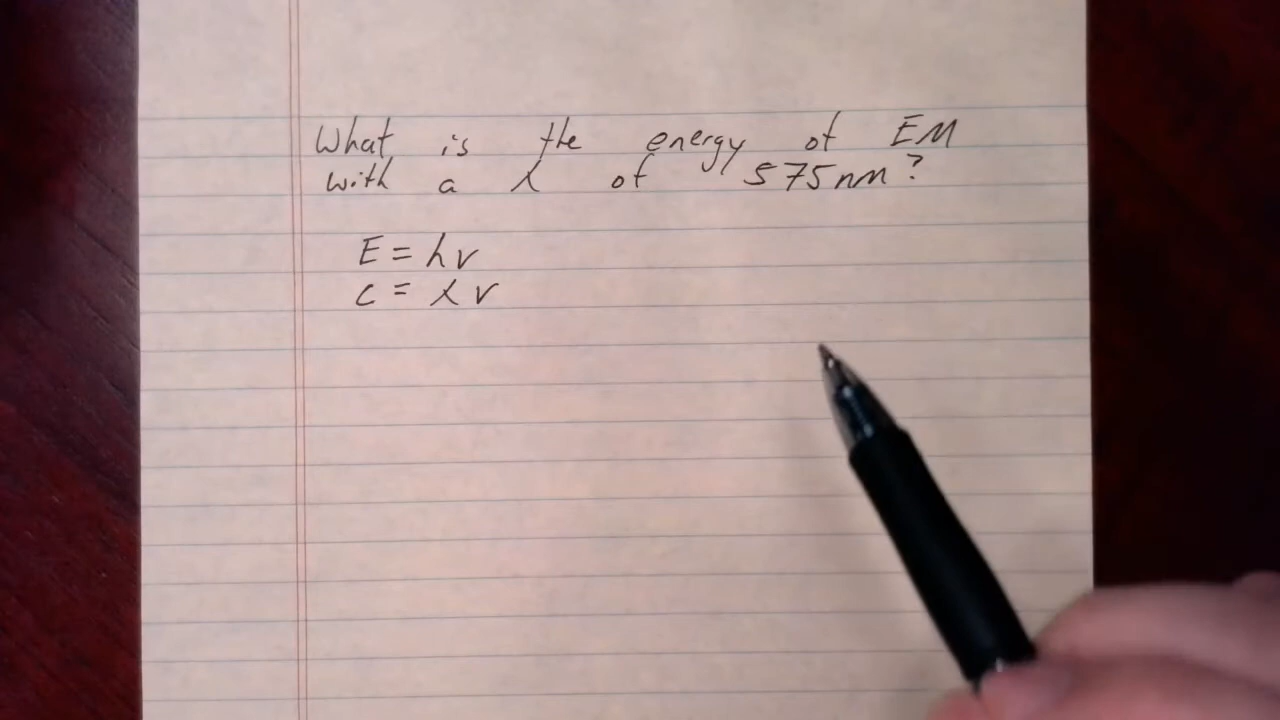 What is the energy of EM
with a λ of 575nm?
E = hν
c = λν